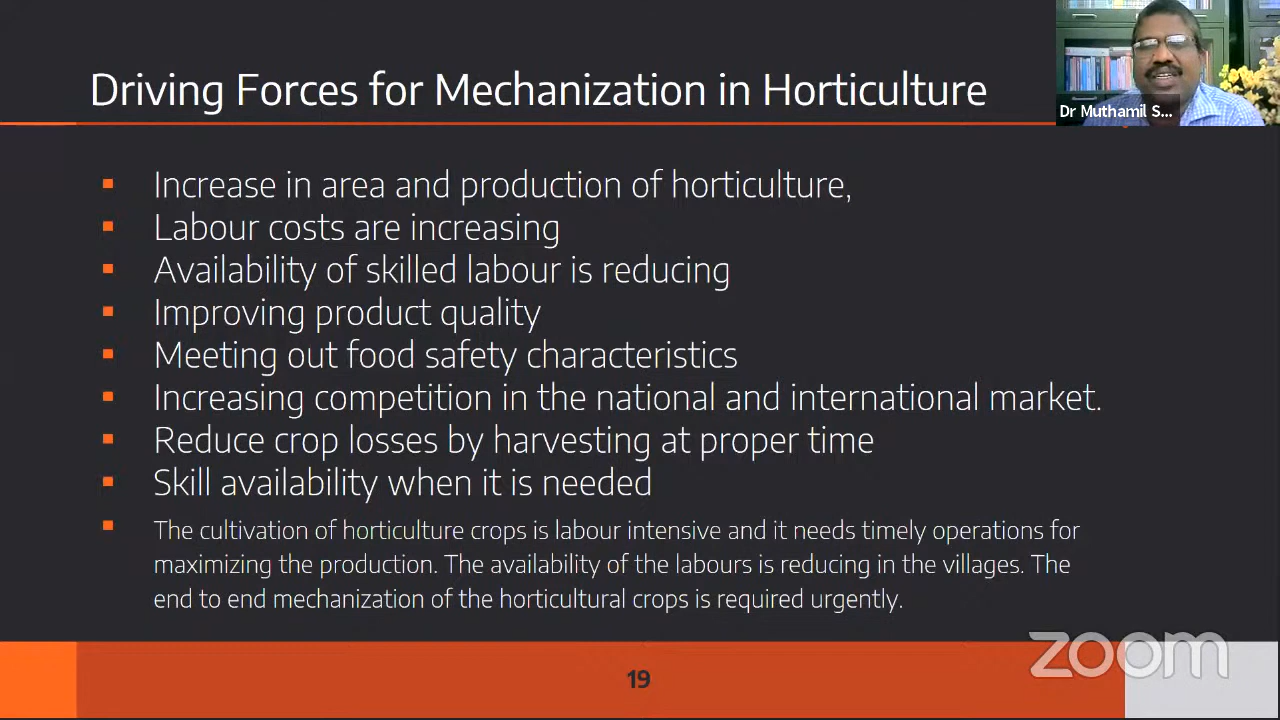 Driving Forces for Mechanization in Horticulture
Dr Muthamil S...
Increase in area and production of horticulture,
Labour costs are increasing
Availability of skilled labour is reducing
Improving product quality
Meeting out food safety characteristics
Increasing competition in the national and international market.
Reduce crop losses by harvesting at proper time
Skill availability when it is needed
The cultivation of horticulture crops is labour intensive and it needs timely operations for
maximizing the production. The availability of the labours is reducing in the villages. The
end to end mechanization of the horticultural crops is required urgently.
19
zoom